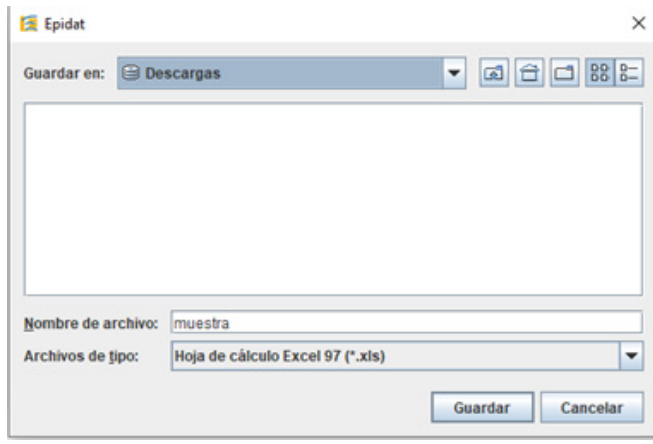 Epidat
Guardar en: Descargas
Nombre de archivo: muestra
Archivos de tipo: Hoja de cálculo Excel 97 (*.xls)
Guardar Cancelar